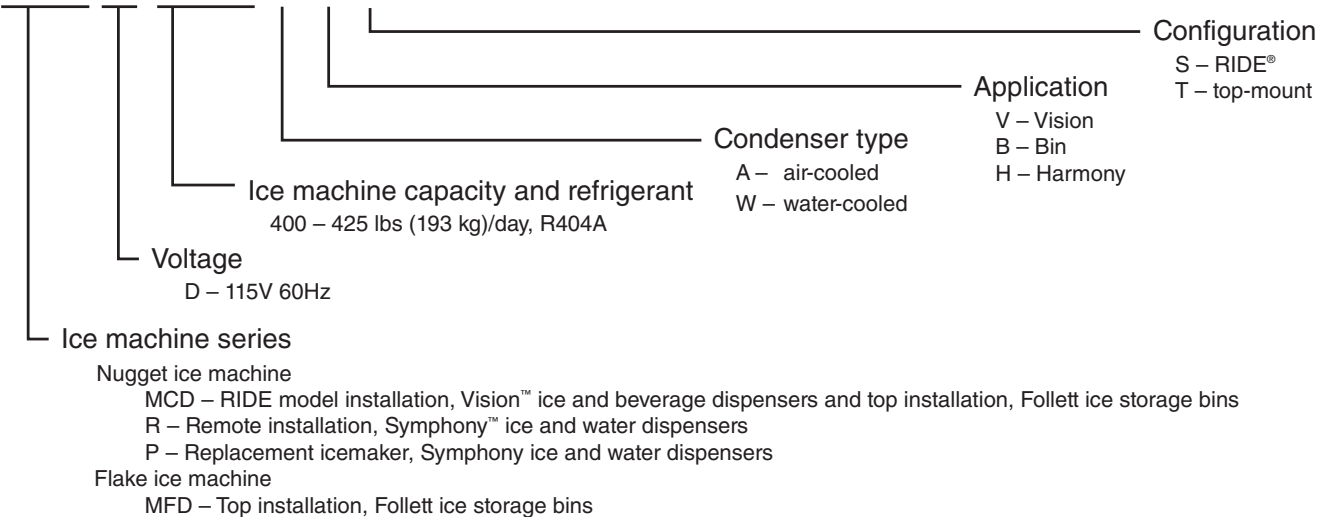 Configuration
S – RIDE®
T – top-mount
Application
V – Vision
B – Bin
H – Harmony
Condenser type
A – air-cooled
W – water-cooled
Ice machine capacity and refrigerant
400 – 425 lbs (193 kg)/day, R404A
Voltage
D – 115V 60Hz
Ice machine series
Nugget ice machine
MCD – RIDE model installation, Vision™ ice and beverage dispensers and top installation, Follett ice storage bins
R – Remote installation, Symphony™ ice and water dispensers
P – Replacement icemaker, Symphony ice and water dispensers
Flake ice machine
MFD – Top installation, Follett ice storage bins